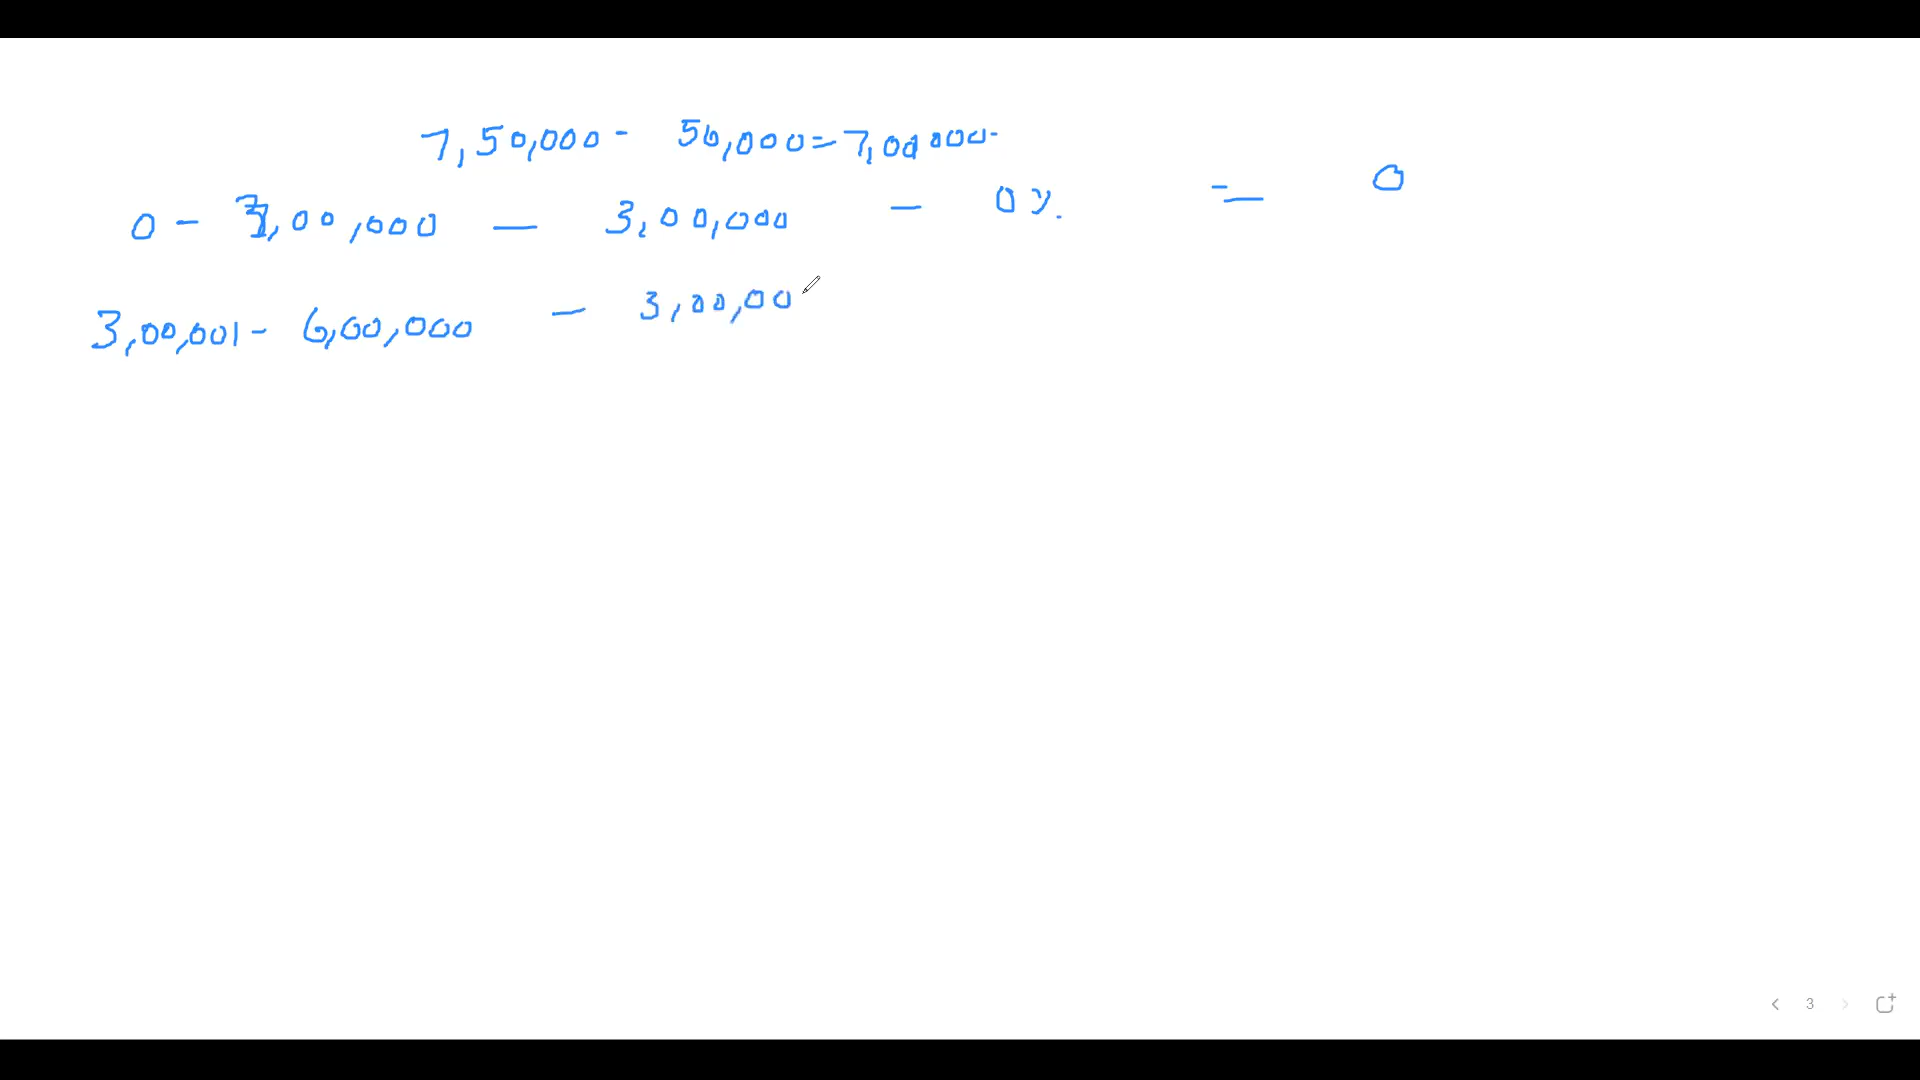 7,50,000 - 50,000 = 7,00,000-
0 - 3,00,000 — 3,00,000 - 0%. = 0
3,00,001 - 6,00,000 - 3,00,00
3